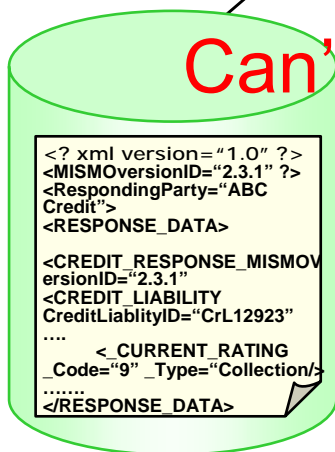 Can'
<? xml version="1.0" ?>
<MISMOversionID="2.3.1" ?>
<RespondingParty="ABC
Credit">
<RESPONSE_DATA>
<CREDIT_RESPONSE_MISMOV
ersionID="2.3.1"
<CREDIT_LIABILITY
CreditLiablityID="CrL12923"
....
<_CURRENT_RATING
_Code="9" _Type="Collection/>
.......
</RESPONSE_DATA>